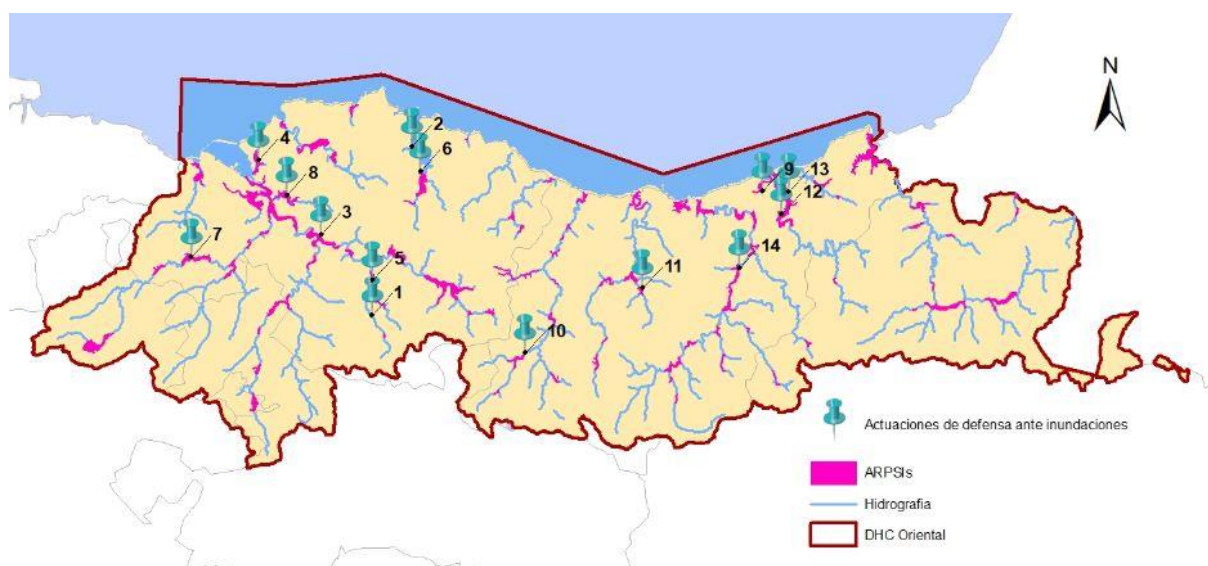 N
2
4
6
8
9
13
12
3
7
14
5
11
1
10
Actuaciones de defensa ante inundaciones
ARPSIs
Hidrografia
DHC Oriental